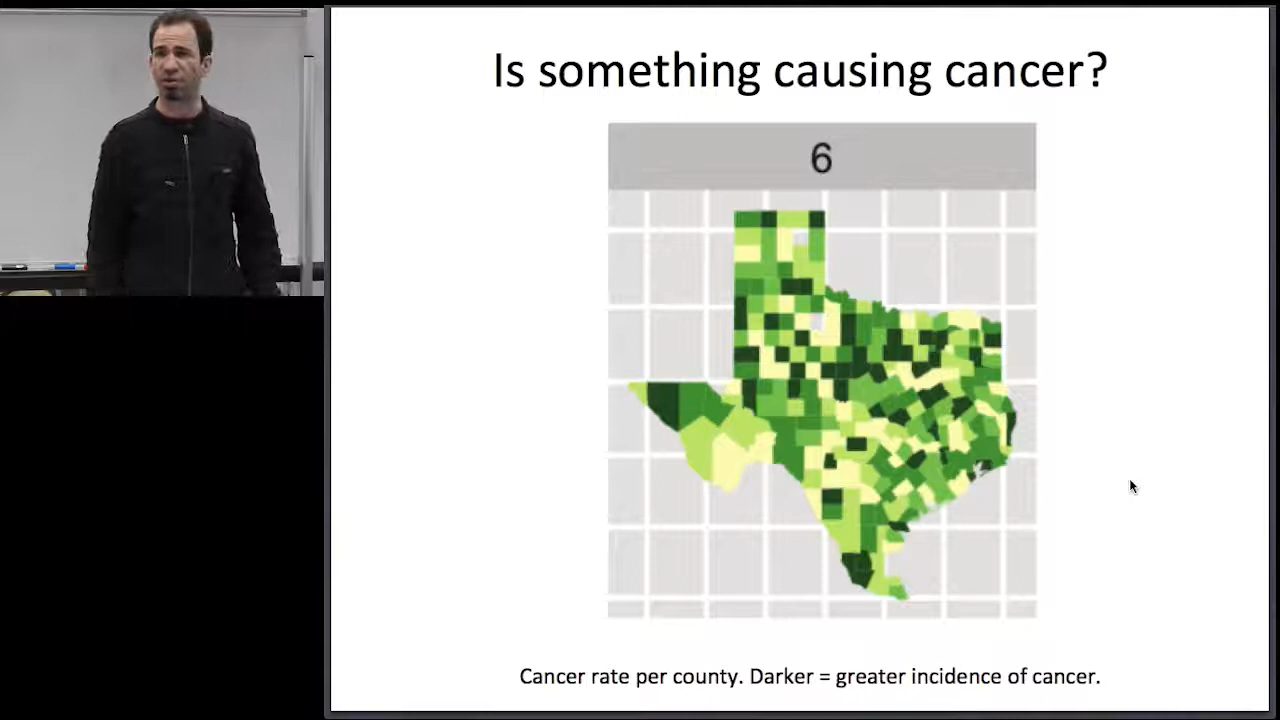 Is something causing cancer?
6
Cancer rate per county. Darker = greater incidence of cancer.